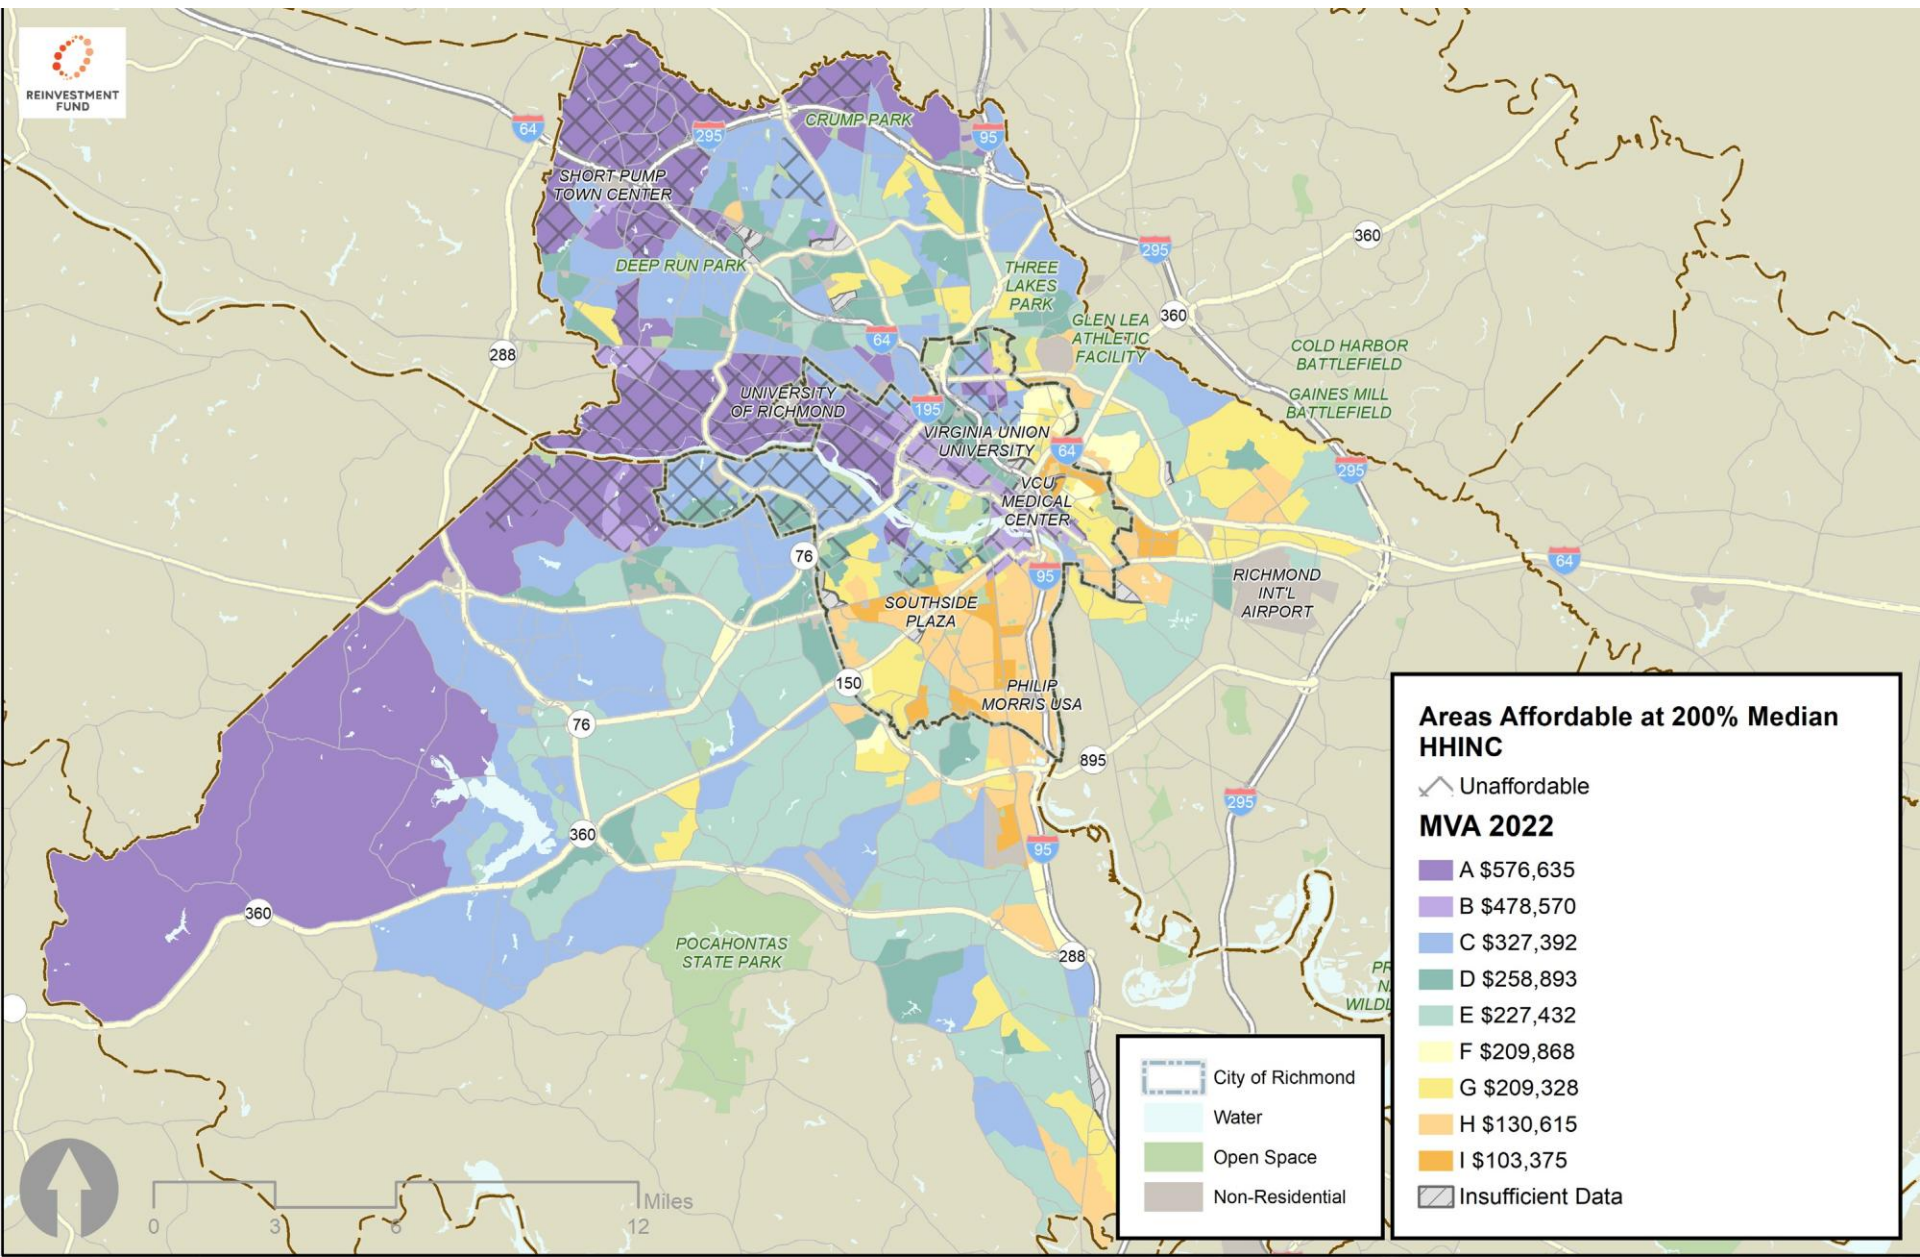 REINVESTMENT
FUND
64
295
CRUMP PARK
95
SHORT PUMP
TOWN CENTER
360
295
DEEP RUN PARK
THREE
LAKES
PARK
360
GLEN LEA
ATHLETIC
FACILITY
64
288
COLD HARBOR
BATTLEFIELD
UNIVERSITY
OF RICHMOND
195
GAINES MILL
BATTLEFIELD
VIRGINIA UNION
UNIVERSITY
64
295
VCU
MEDICAL
CENTER
76
64
95
RICHMOND
INT'L
AIRPORT
SOUTHSIDE
PLAZA
150
PHILIP
MORRIS USA
76
895
295
360
95
360
POCAHONTAS
STATE PARK
288
PR
N
WILDL
Areas Affordable at 200% Median
HHINC
Unaffordable
MVA 2022
A $576,635
B $478,570
C $327,392
D $258,893
E $227,432
F $209,868
G $209,328
H $130,615
I $103,375
Insufficient Data
City of Richmond
Water
Open Space
Non-Residential
Miles
0 3 6 12